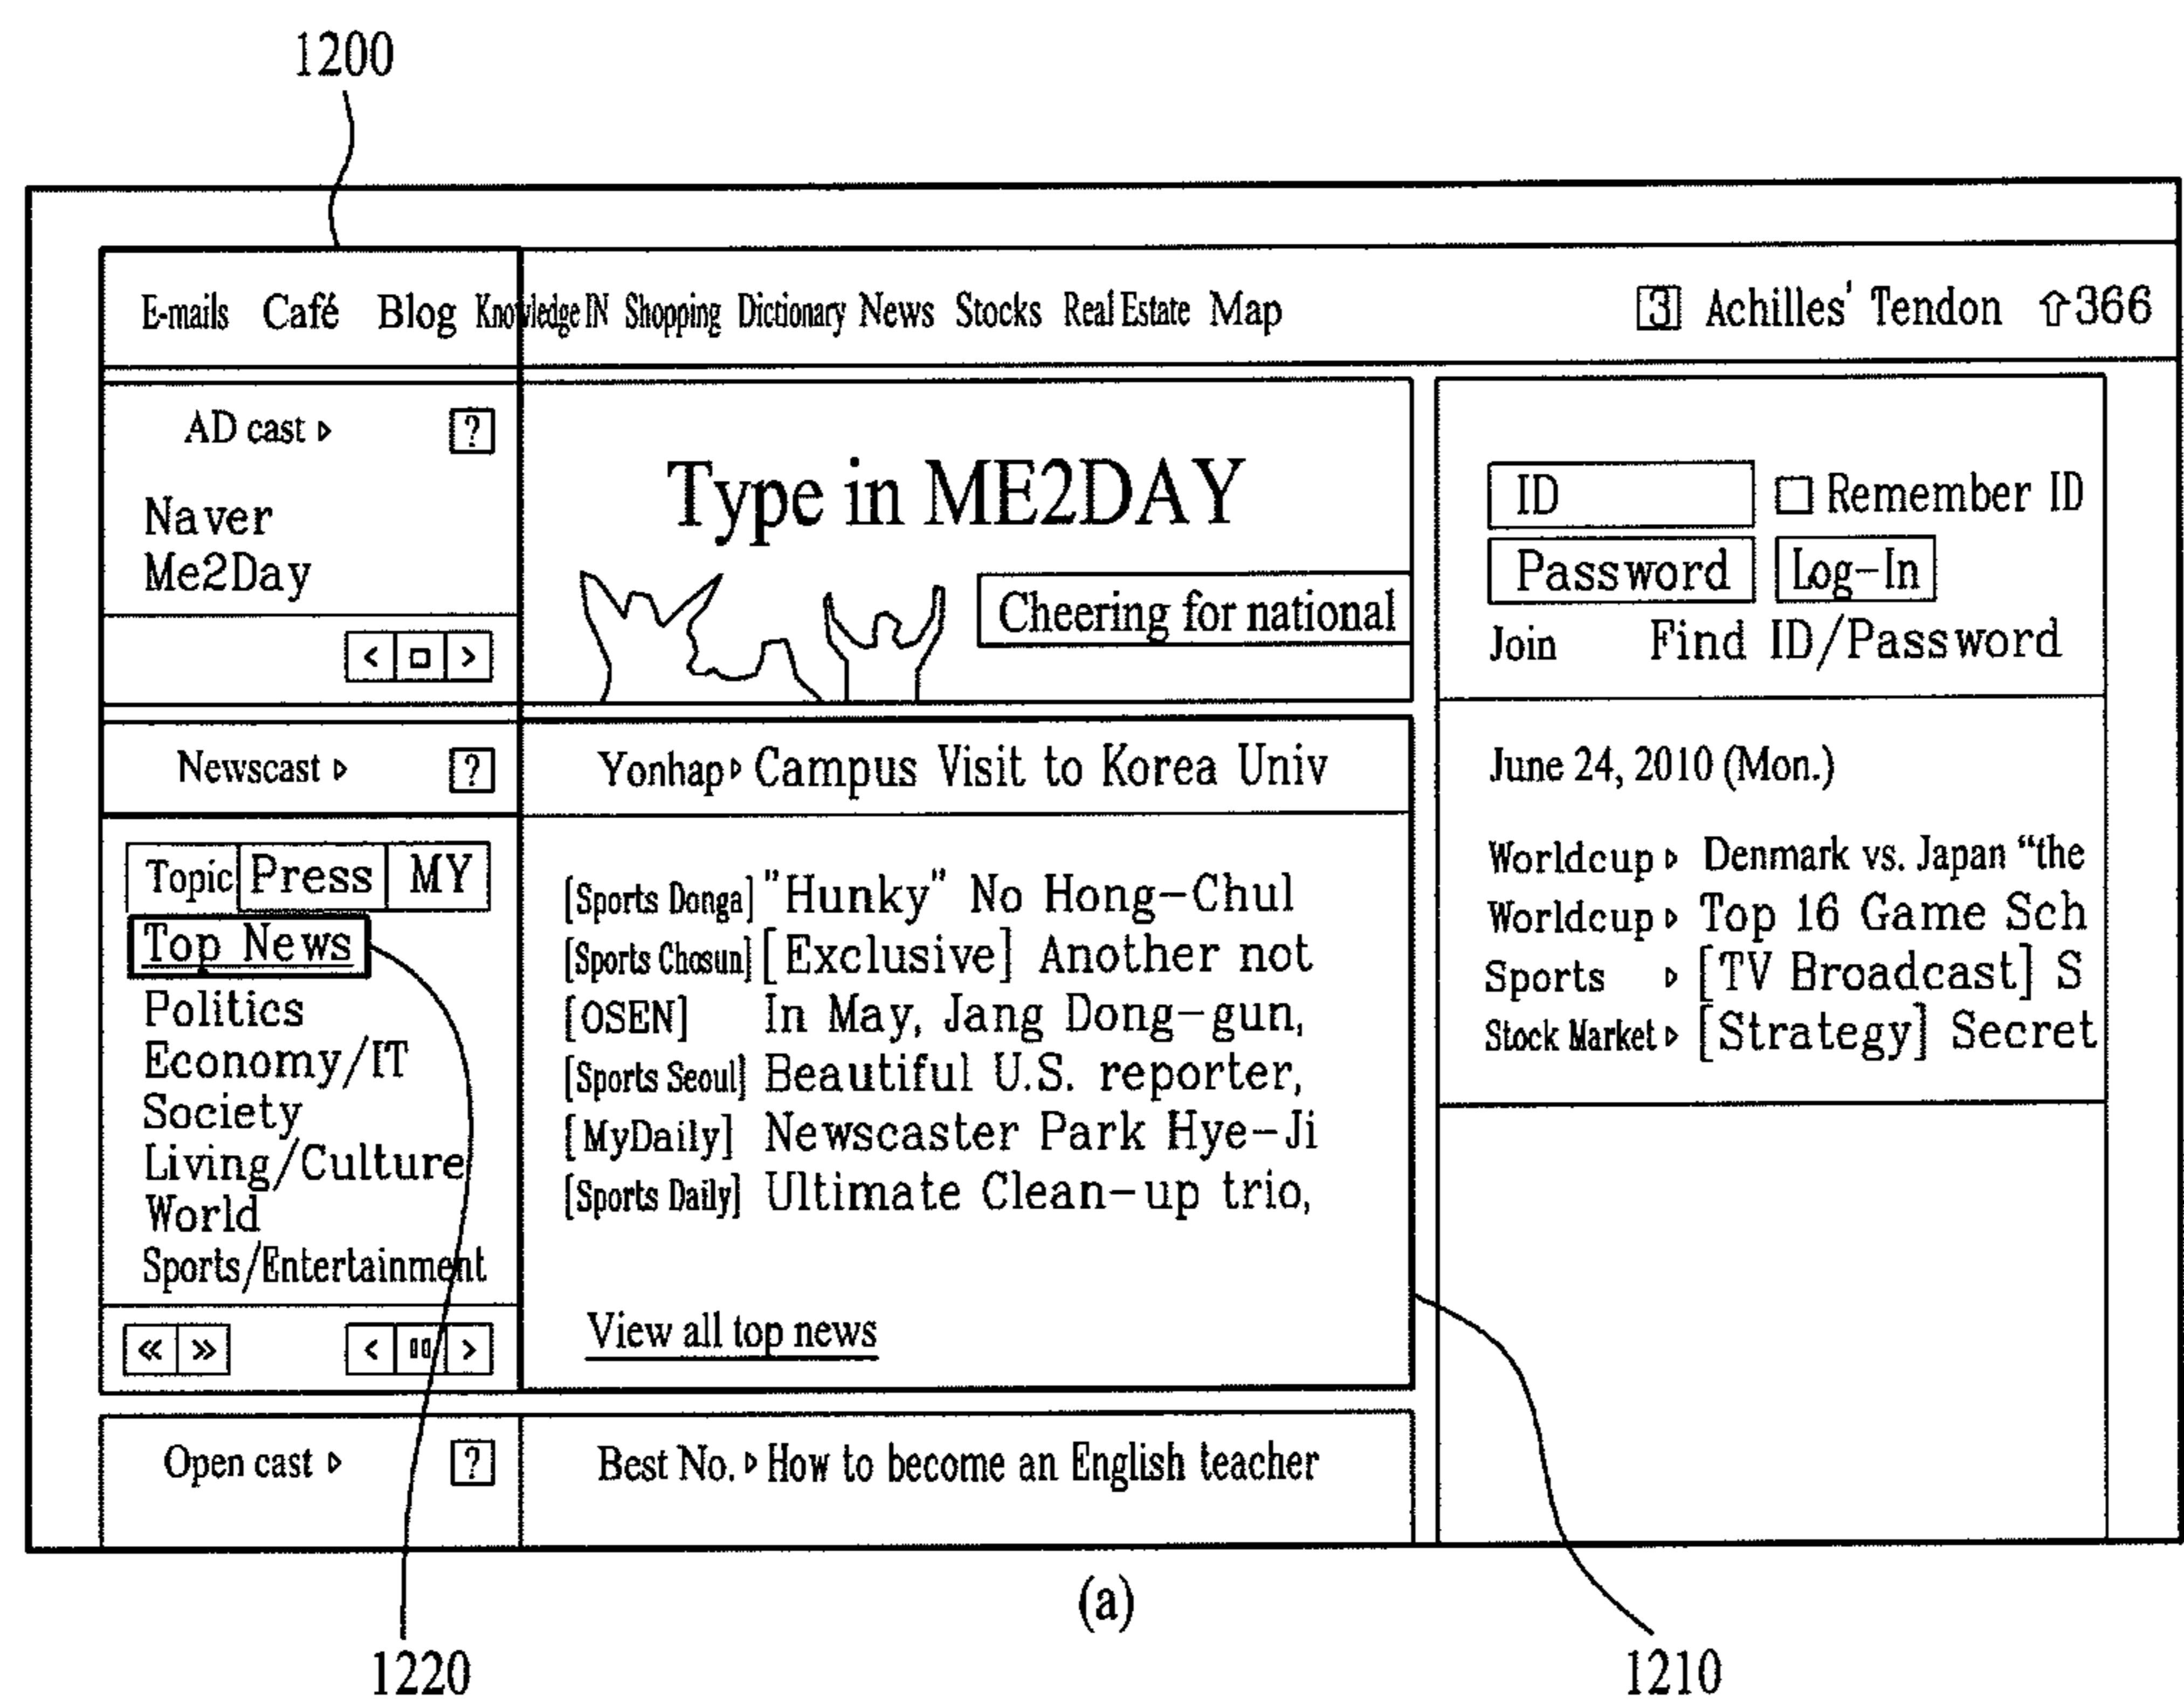 1200
E-mails Café Blog Knowledge IN Shopping Dictionary News Stocks Real Estate Map 3 Achilles' Tendon ⇧366
AD cast ▹ ?
Naver
Me2Day
< □ >
Type in ME2DAY
Cheering for national
ID □ Remember ID
Password Log-In
Join Find ID/Password
Newscast ▹ ?
Topic Press MY
Top News
Politics
Economy/IT
Society
Living/Culture
World
Sports/Entertainment
« » < 00 >
Yonhap▹ Campus Visit to Korea Univ
[Sports Donga] "Hunky" No Hong-Chul
[Sports Chosun] [Exclusive] Another not
[OSEN] In May, Jang Dong-gun,
[Sports Seoul] Beautiful U.S. reporter,
[MyDaily] Newscaster Park Hye-Ji
[Sports Daily] Ultimate Clean-up trio,
View all top news
June 24, 2010 (Mon.)
Worldcup ▹ Denmark vs. Japan “the
Worldcup ▹ Top 16 Game Sch
Sports ▹ [TV Broadcast] S
Stock Market ▹ [Strategy] Secret
Open cast ▹ ?
Best No. ▹ How to become an English teacher
(a)
1220
1210